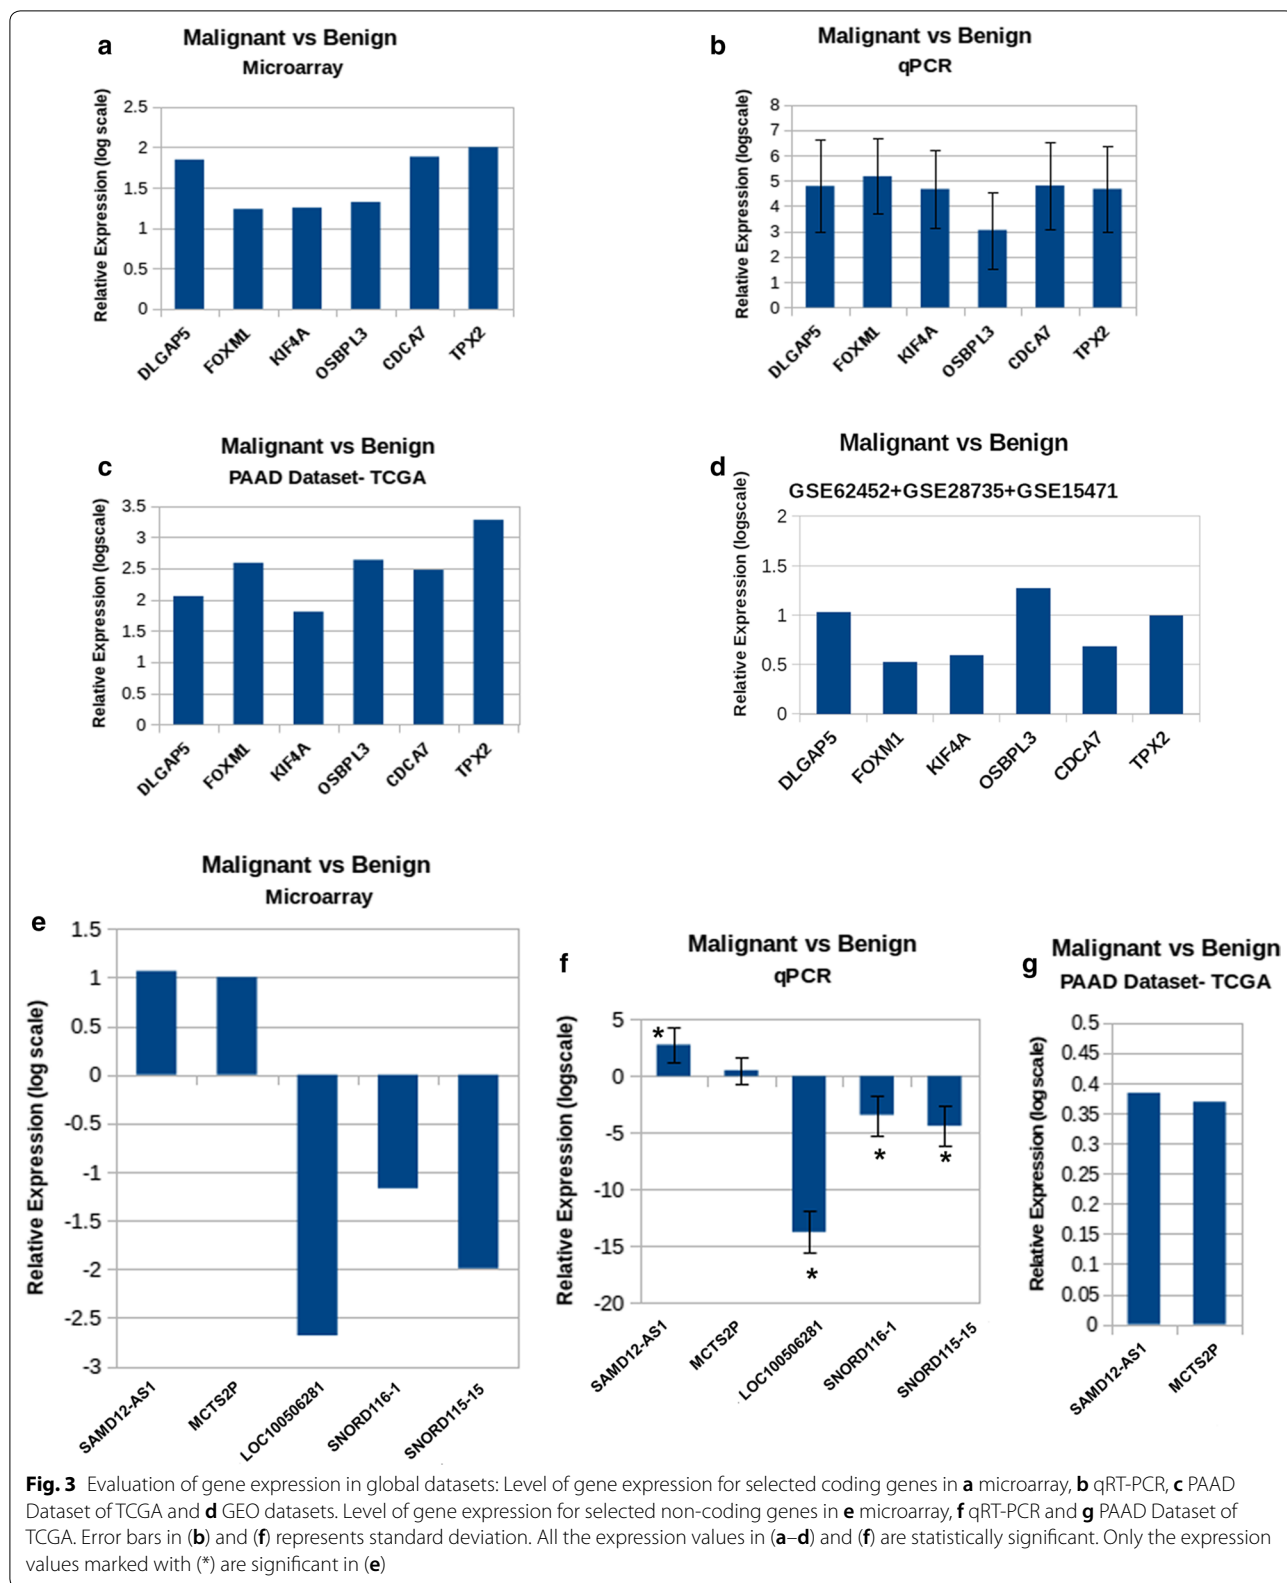 a
Malignant vs Benign
Microarray
Relative Expression (log scale)
2.5
2
1.5
1
0.5
0
DLGAP5
FOXM1
KIF4A
OSBPL3
CDCA7
TPX2
b
Malignant vs Benign
qPCR
Relative Expression (logscale)
8
7
6
5
4
3
2
1
0
DLGAP5
FOXM1
KIF4A
OSBPL3
CDCA7
TPX2
c
Malignant vs Benign
PAAD Dataset- TCGA
Relative Expression (logscale)
3.5
3
2.5
2
1.5
1
0.5
0
DLGAP5
FOXM1
KIF4A
OSBPL3
CDCA7
TPX2
d
Malignant vs Benign
GSE62452+GSE28735+GSE15471
Relative Expression (logscale)
2
1.5
1
0.5
0
DLGAP5
FOXM1
KIF4A
OSBPL3
CDCA7
TPX2
e
Malignant vs Benign
Microarray
Relative Expression (log scale)
1.5
1
0.5
0
-0.5
-1
-1.5
-2
-2.5
-3
SAMD12-AS1
MCTS2P
LOC100506281
SNORD116-1
SNORD115-15
f
Malignant vs Benign
qPCR
Relative Expression (logscale)
5
0
-5
-10
-15
-20
*
*
*
*
SAMD12-AS1
MCTS2P
LOC100506281
SNORD116-1
SNORD115-15
g
Malignant vs Benign
PAAD Dataset- TCGA
Relative Expression (logscale)
0.5
0.45
0.4
0.35
0.3
0.25
0.2
0.15
0.1
0.05
0
SAMD12-AS1
MCTS2P
Fig. 3 Evaluation of gene expression in global datasets: Level of gene expression for selected coding genes in a microarray, b qRT-PCR, c PAAD
Dataset of TCGA and d GEO datasets. Level of gene expression for selected non-coding genes in e microarray, f qRT-PCR and g PAAD Dataset of
TCGA. Error bars in (b) and (f) represents standard deviation. All the expression values in (a–d) and (f) are statistically significant. Only the expression
values marked with (*) are significant in (e)